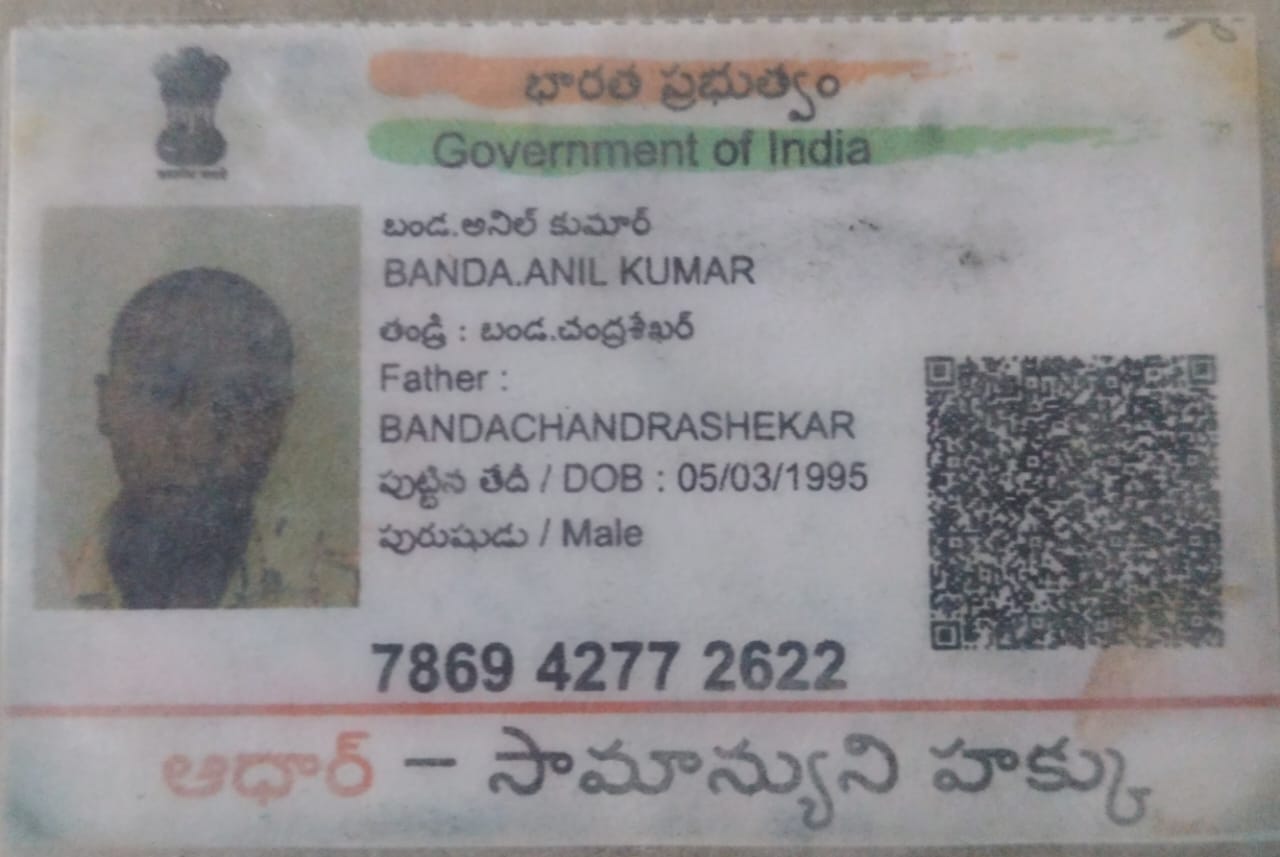 భారత ప్రభుత్వం
Government of India
బండ.అనిల్ కుమార్
BANDA.ANIL KUMAR
తండ్రి : బండ.చంద్రశేఖర్
Father :
BANDACHANDRASHEKAR
పుట్టిన తేదీ / DOB : 05/03/1995
పురుషుడు / Male
7869 4277 2622
ఆధార్ – సామాన్యుని హక్కు